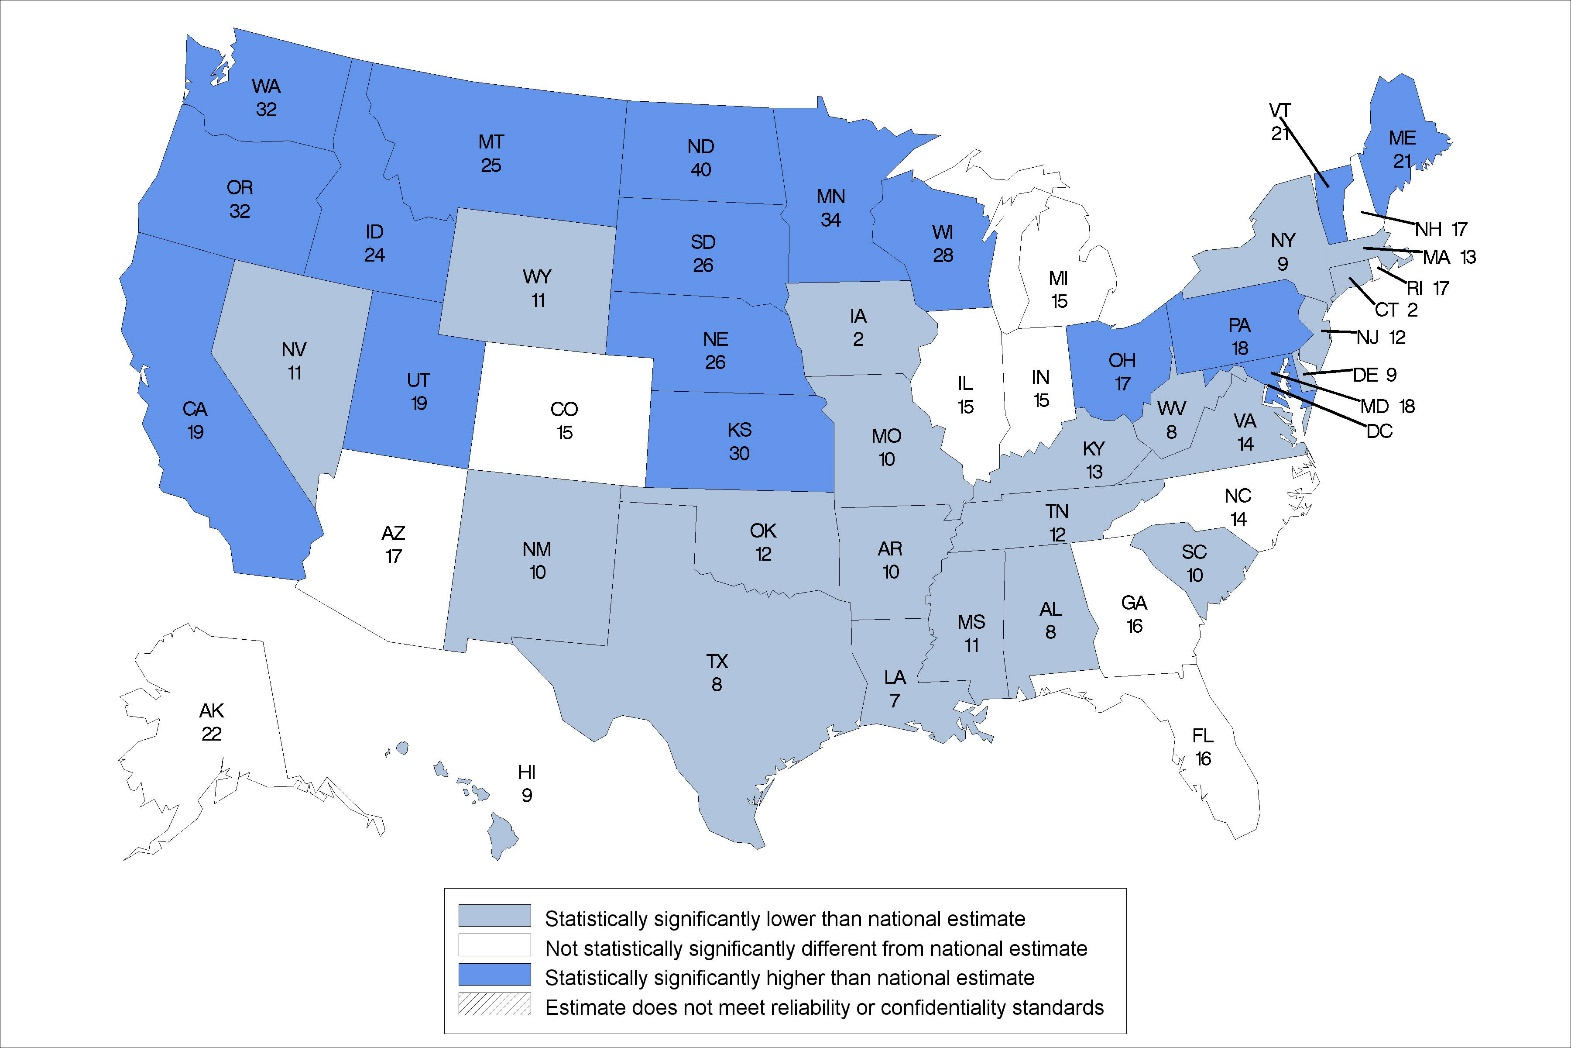 WA
32
MT
25
ND
40
MN
34
VT
21
ME
21
OR
32
ID
24
SD
26
WI
28
NH 17
NY
9
MA 13
WY
11
MI
15
RI 17
CT 2
IA
2
PA
18
NJ 12
NE
26
NV
11
OH
17
DE 9
UT
19
IL
15
IN
15
MD 18
CA
19
CO
15
WV
8
DC
KS
30
MO
10
VA
14
KY
13
NC
14
AZ
17
NM
10
OK
12
AR
10
TN
12
SC
10
MS
11
AL
8
GA
16
TX
8
LA
7
AK
22
FL
16
HI
9
Statistically significantly lower than national estimate
Not statistically significantly different from national estimate
Statistically significantly higher than national estimate
Estimate does not meet reliability or confidentiality standards